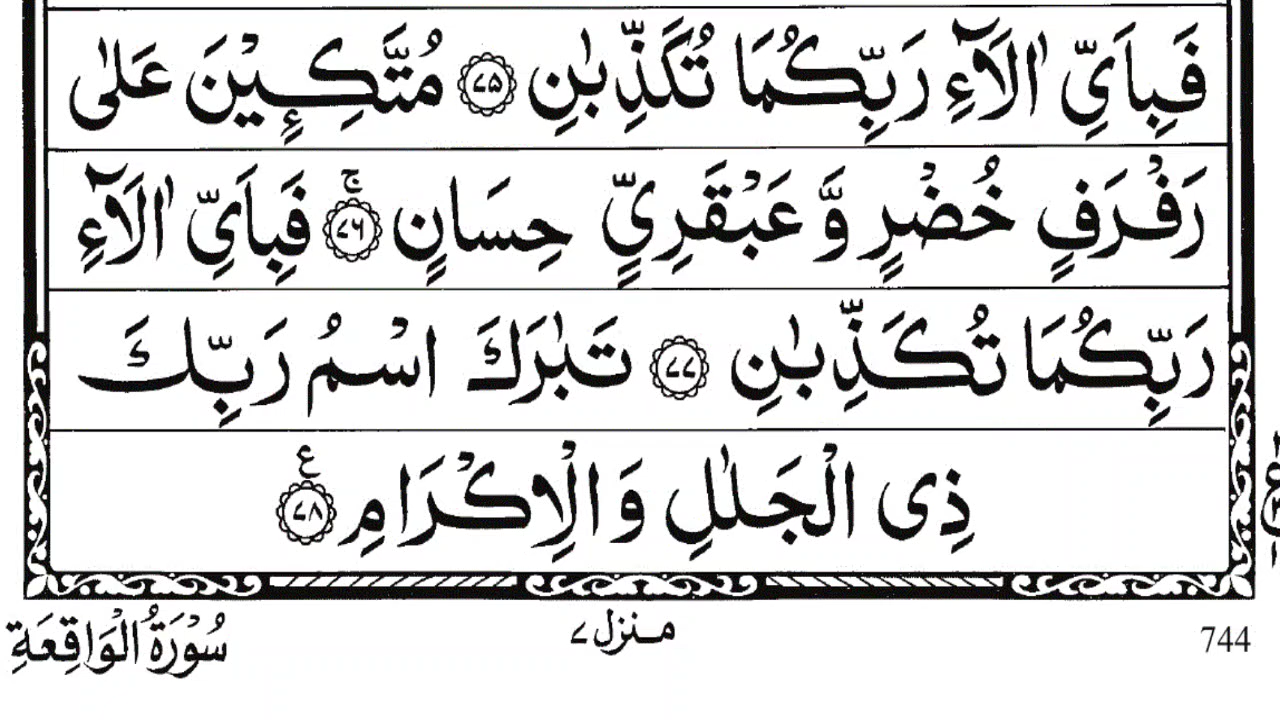 فَبِاَىِّ اٰلَآءِ رَبِّكُمَا تُكَذِّبٰنِ ۷۵ مُتَّكِـِٕيْنَ عَلٰى
رَفْرَفٍ خُضْرٍ وَّ عَبْقَرِىٍّ حِسَانٍ ۷۶ ج فَبِاَىِّ اٰلَآءِ
رَبِّكُمَا تُكَذِّبٰنِ ۷۷ تَبٰرَكَ اسْمُ رَبِّكَ
ذِى الْجَلٰلِ وَ الْاِكْرَامِ ۷۸ ع
744
منزل ۷
سُوْرَةُ الْوَاقِعَةِ